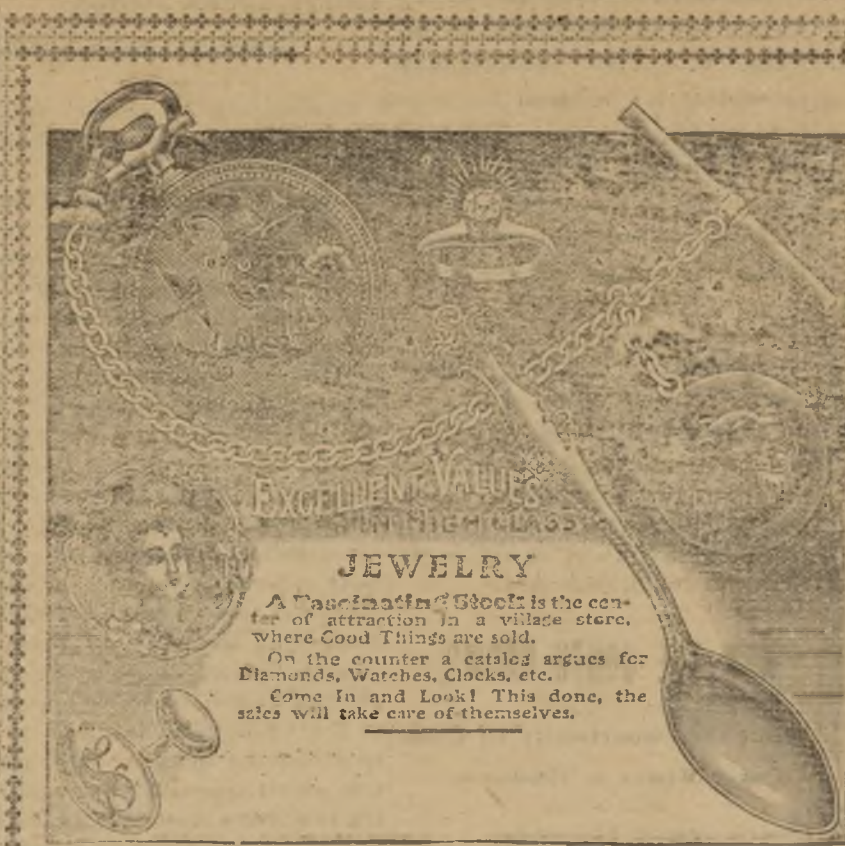 EXCELLENT VALUES
IN HIGH CLASS
JEWELRY
A Fascinating Stock is the cen-
ter of attraction in a village store,
where Good Things are sold.
On the counter a catalog argues for
Diamonds, Watches, Clocks, etc.
Come In and Look! This done, the
sales will take care of themselves.